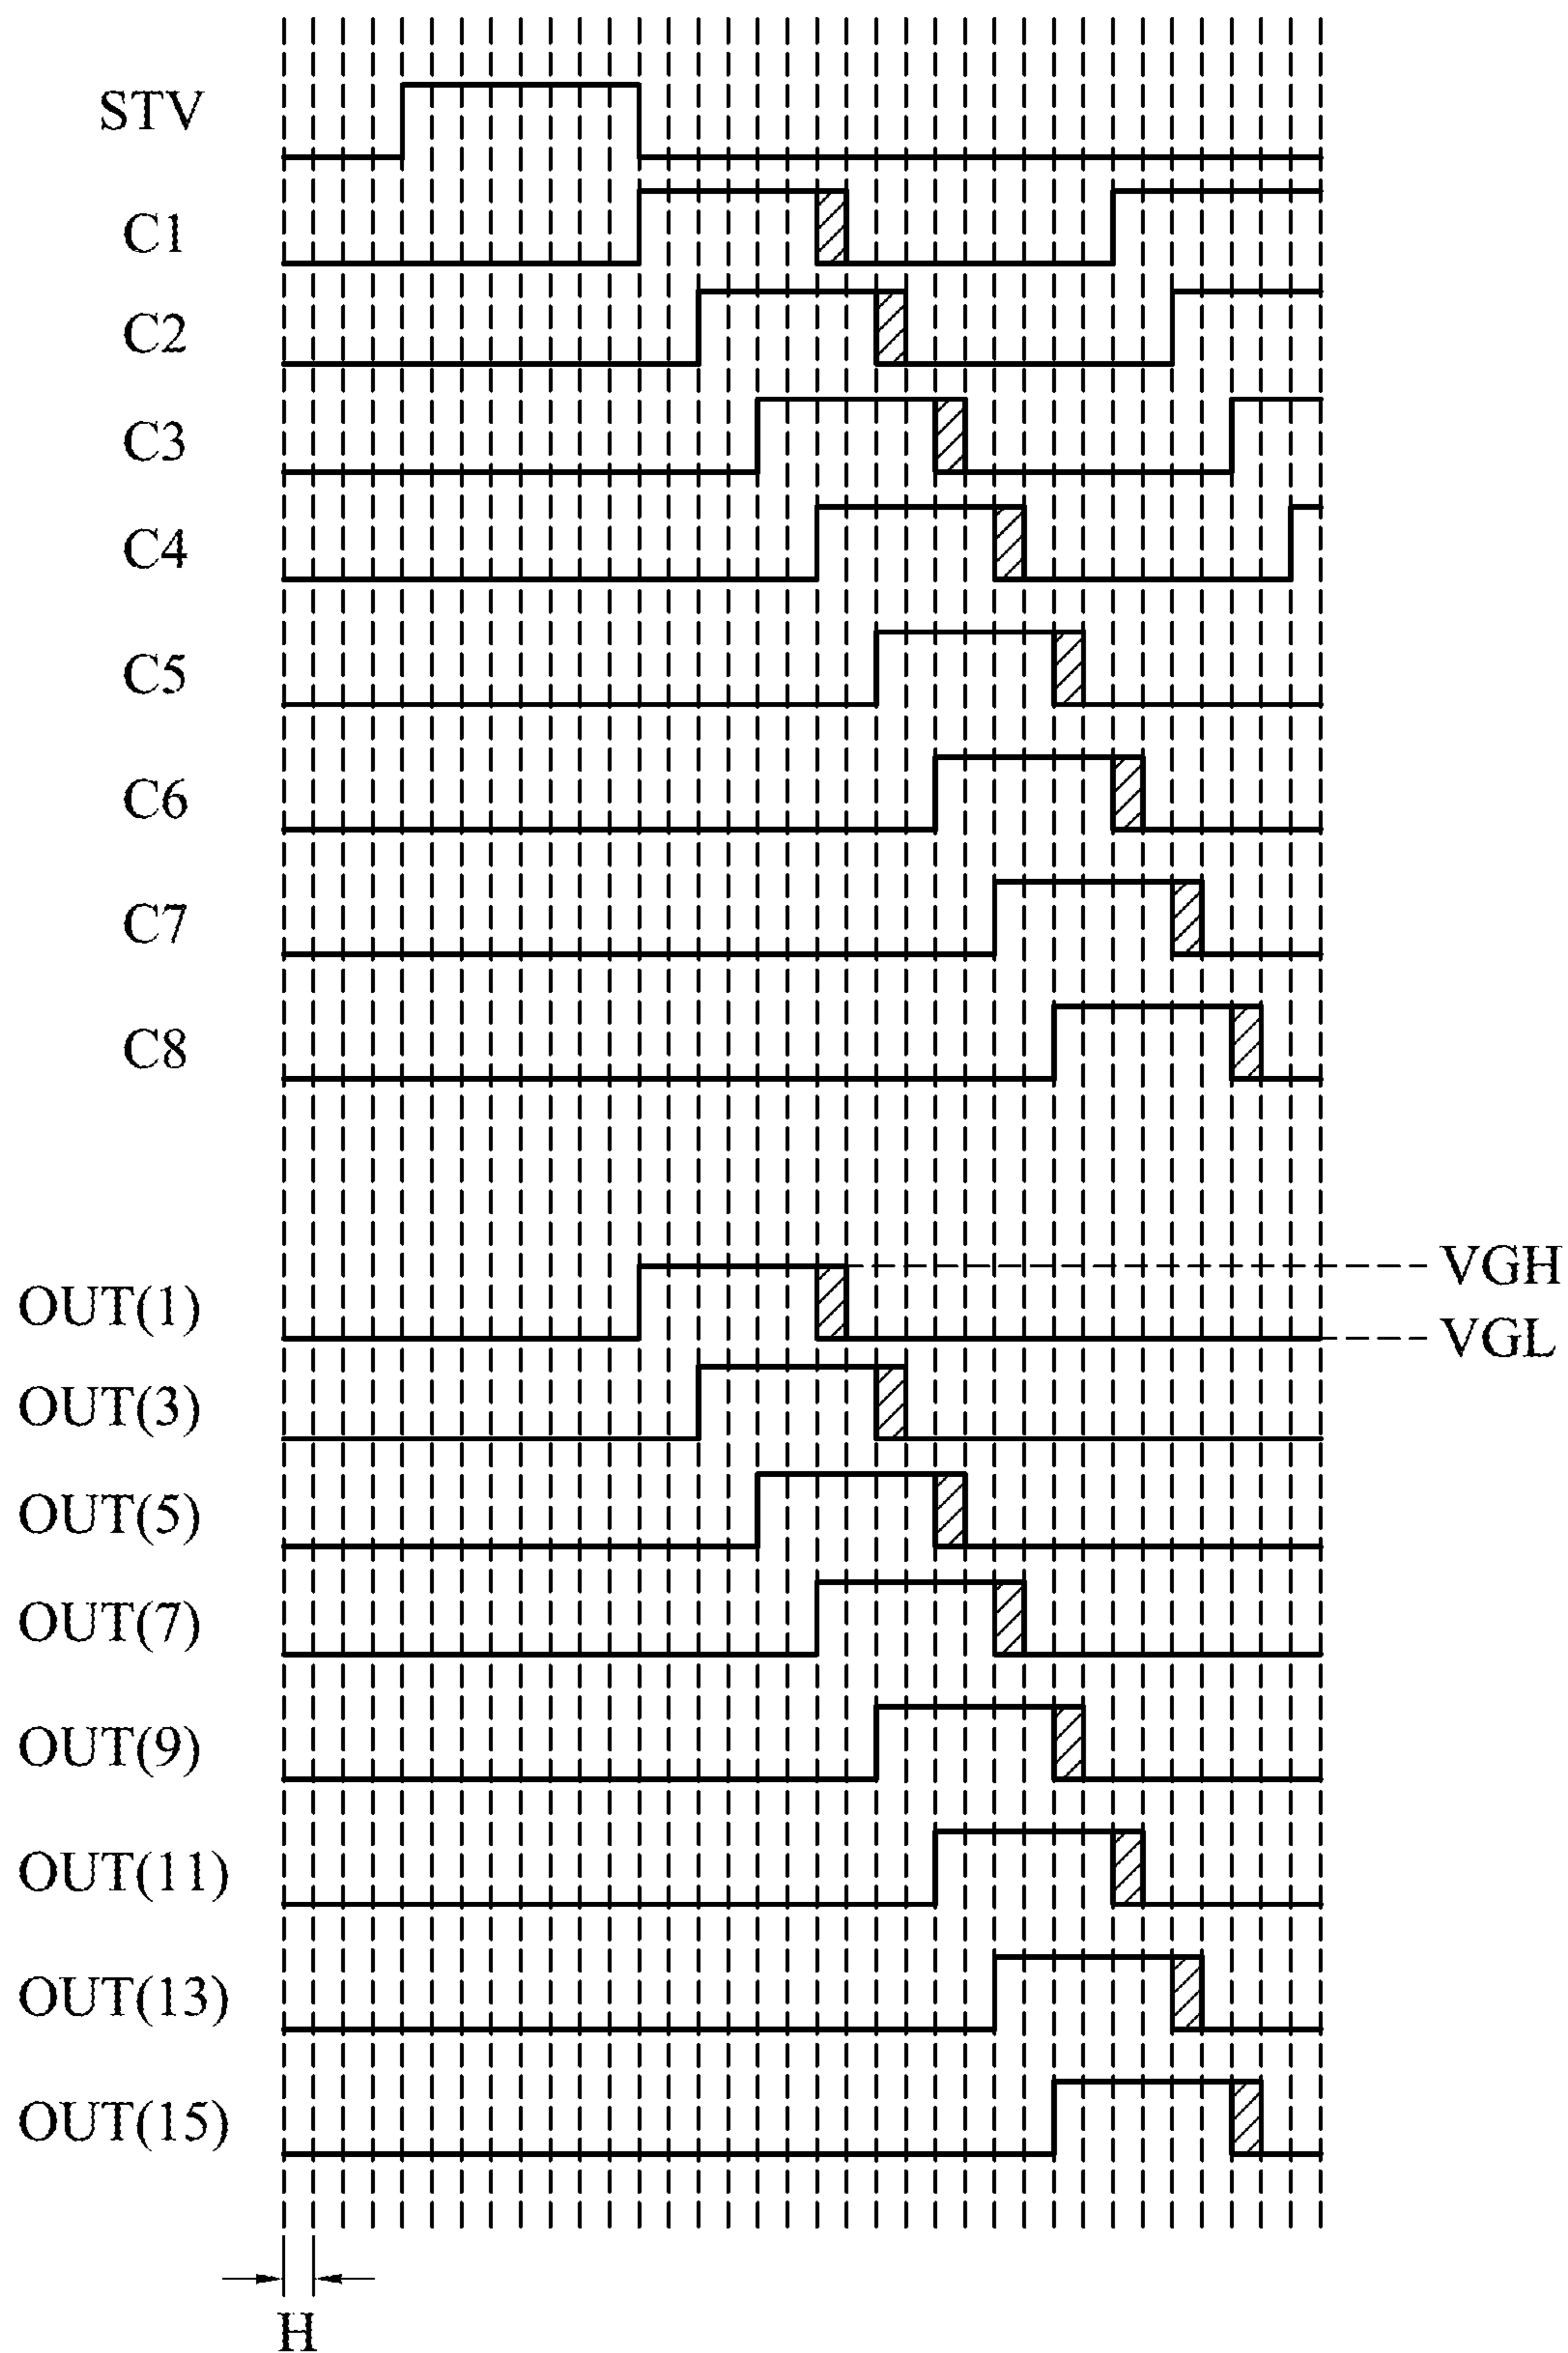 STV
C1
C2
C3
C4
C5
C6
C7
C8
VGH
OUT(1)
VGL
OUT(3)
OUT(5)
OUT(7)
OUT(9)
OUT(11)
OUT(13)
OUT(15)
H